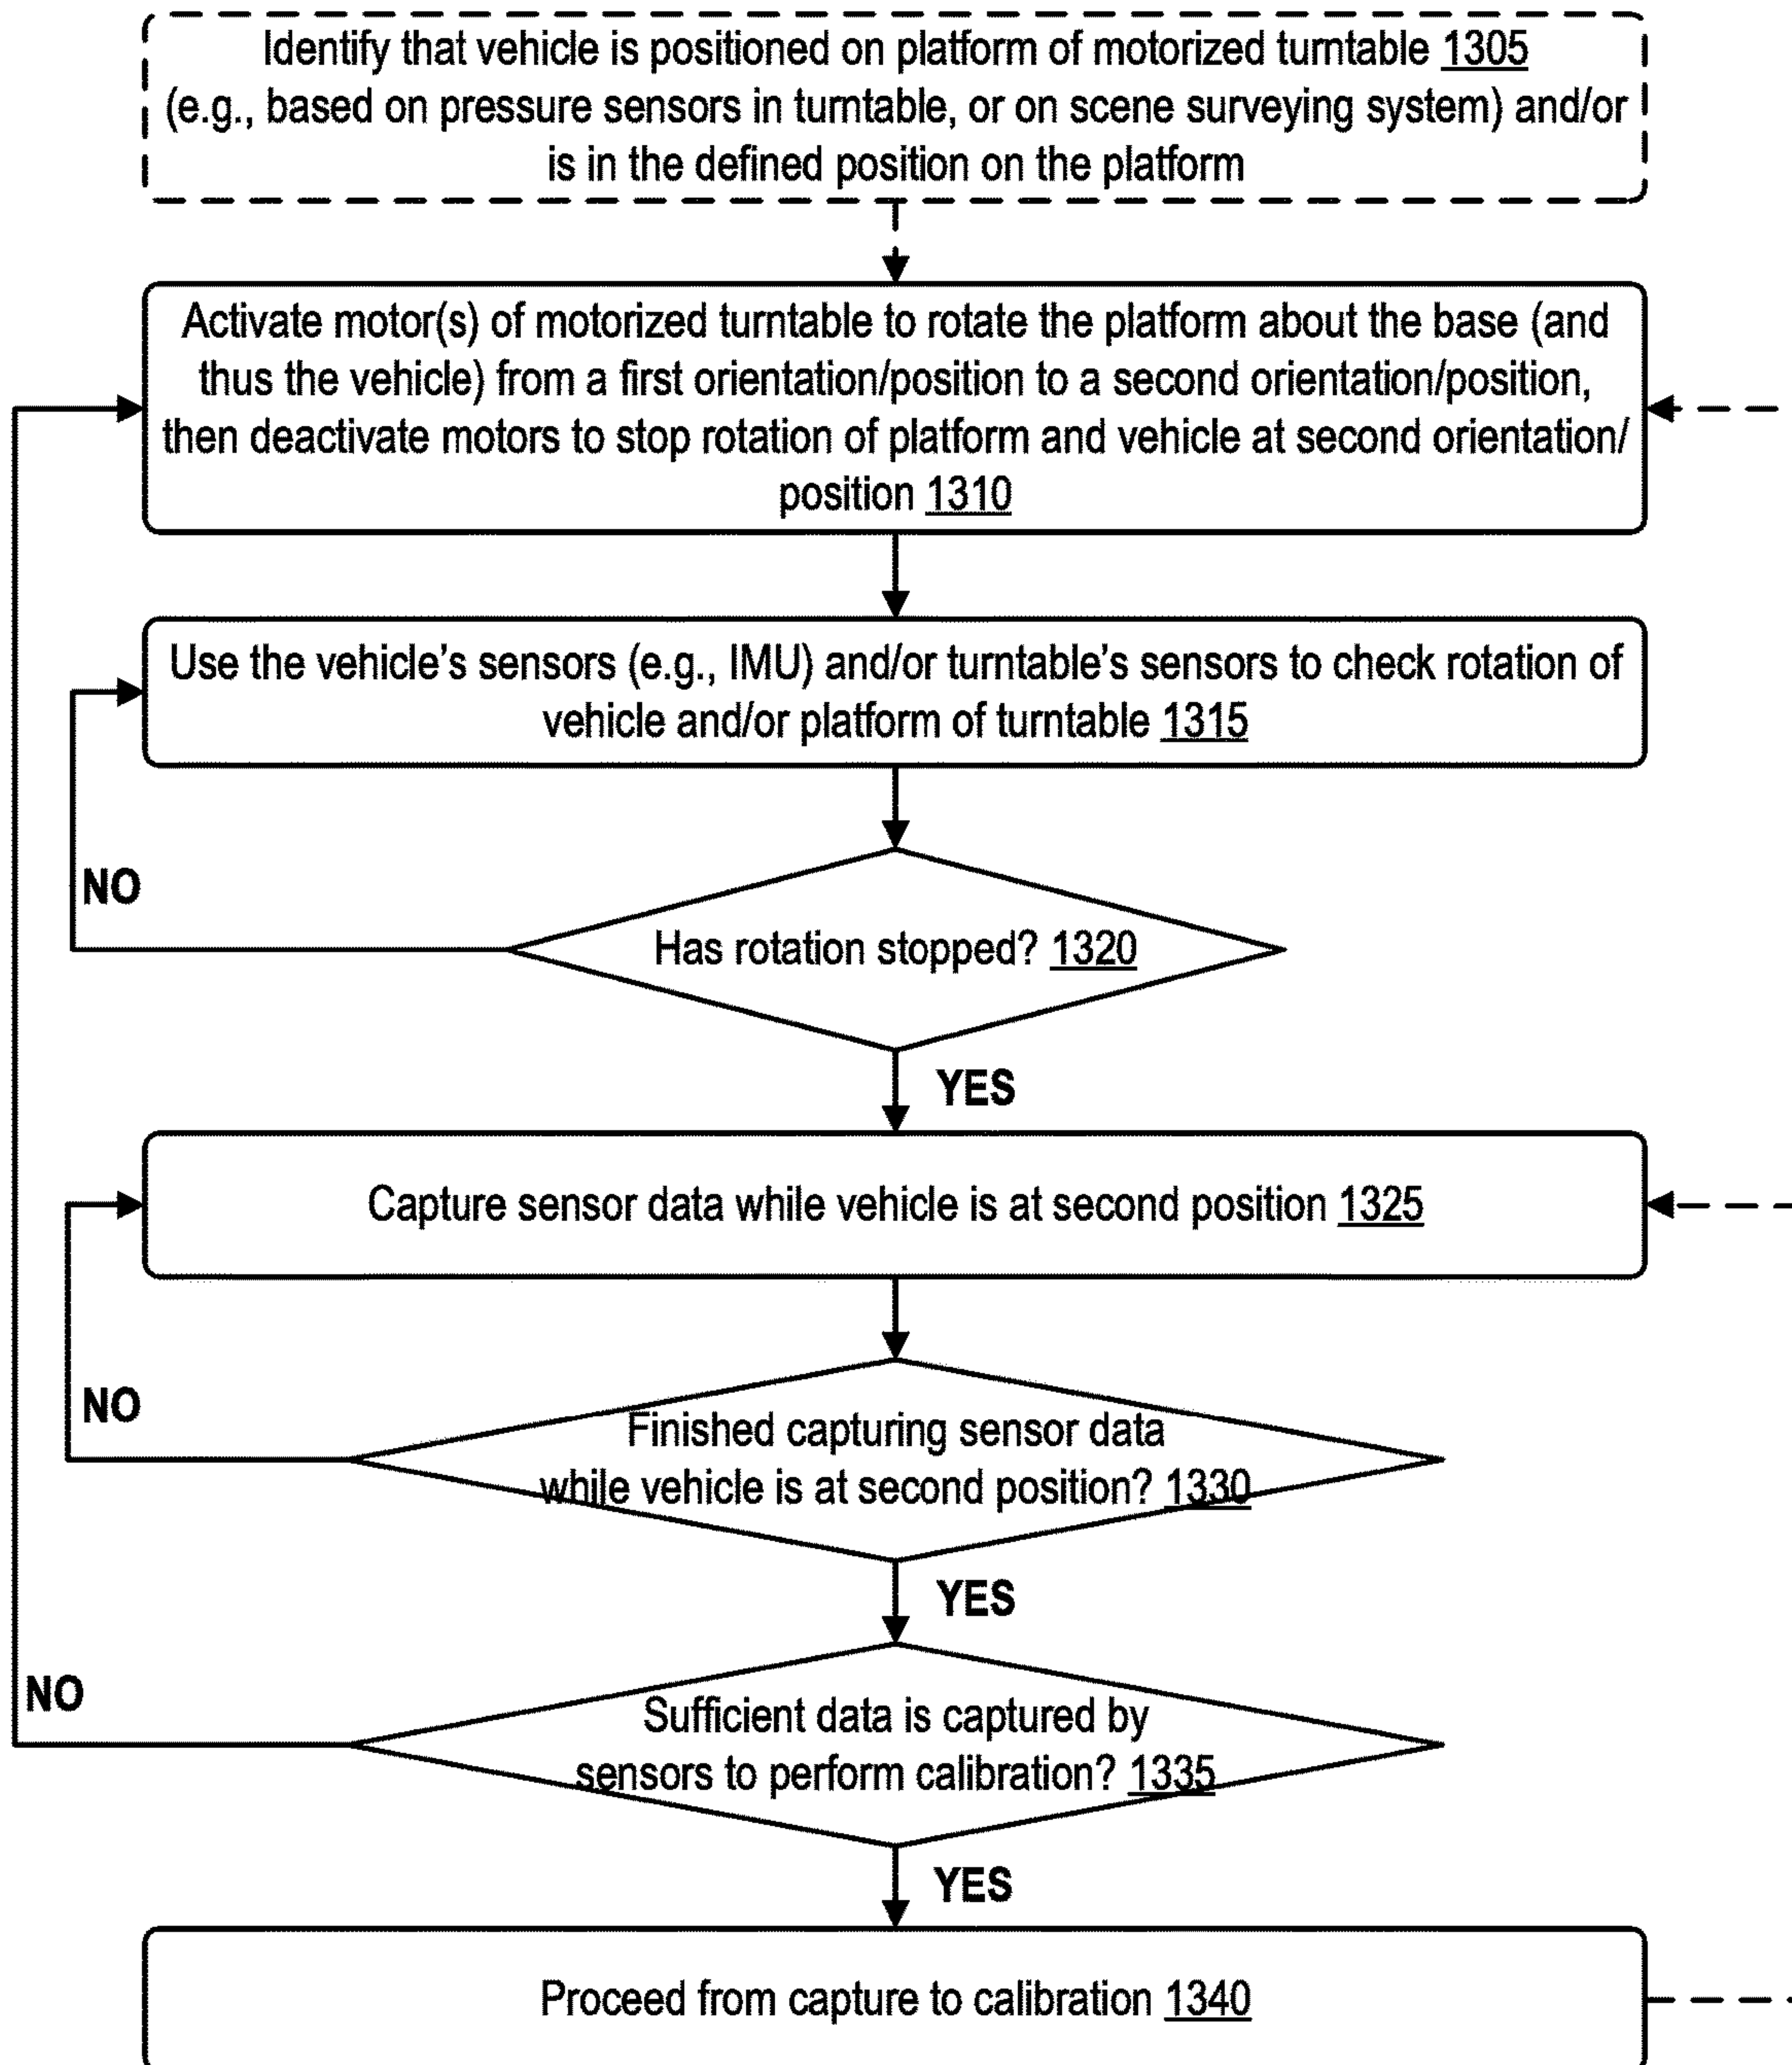 Identify that vehicle is positioned on platform of motorized turntable 1305
(e.g., based on pressure sensors in turntable, or on scene surveying system) and/or
is in the defined position on the platform
Activate motor(s) of motorized turntable to rotate the platform about the base (and
thus the vehicle) from a first orientation/position to a second orientation/position,
then deactivate motors to stop rotation of platform and vehicle at second orientation/
position 1310
Use the vehicle's sensors (e.g., IMU) and/or turntable's sensors to check rotation of
vehicle and/or platform of turntable 1315
NO
Has rotation stopped? 1320
YES
Capture sensor data while vehicle is at second position 1325
NO
Finished capturing sensor data
while vehicle is at second position? 1330
YES
NO
Sufficient data is captured by
sensors to perform calibration? 1335
YES
Proceed from capture to calibration 1340